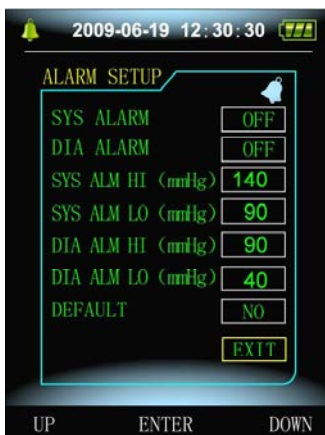 2009-06-19 12:30:30
ALARM SETUP
SYS ALARM OFF
DIA ALARM OFF
SYS ALM HI (mmHg) 140
SYS ALM LO (mmHg) 90
DIA ALM HI (mmHg) 90
DIA ALM LO (mmHg) 40
DEFAULT NO
EXIT
UP ENTER DOWN